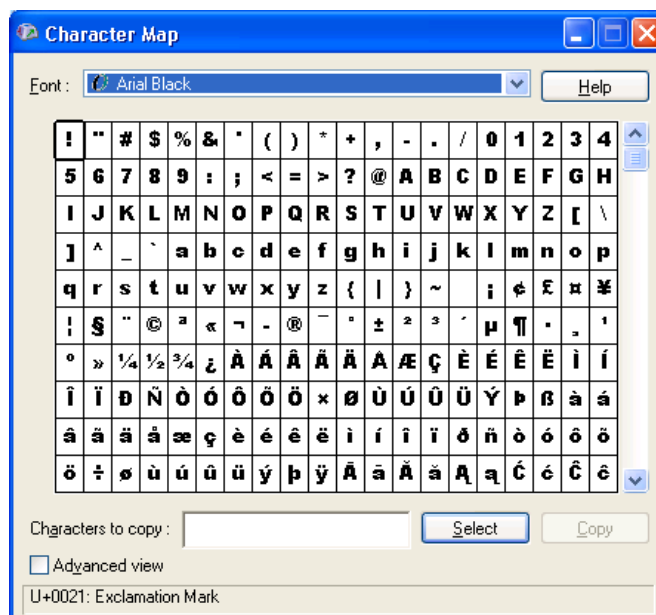 Character Map
Font : Arial Black Help
! " # $ % & ' ( ) * + , - . / 0 1 2 3 4
5 6 7 8 9 : ; < = > ? @ A B C D E F G H
I J K L M N O P Q R S T U V W X Y Z [ \
] ^ _ ` a b c d e f g h i j k l m n o p
q r s t u v w x y z { | } ~ ¡ ¢ £ ¤ ¥
¦ § ¨ © ª « ¬ - ® ¯ ° ± ² ³ ´ µ ¶ · ¸ ¹
º » ¼ ½ ¾ ¿ À Á Â Ã Ä Å Æ Ç È É Ê Ë Ì Í
Î Ï Ð Ñ Ò Ó Ô Õ Ö × Ø Ù Ú Û Ü Ý Þ ß à á
â ã ä å æ ç è é ê ë ì í î ï ð ñ ò ó ô õ
ö ÷ ø ù ú û ü ý þ ÿ Ā ā Ă ă Ą ą Ć ć Ĉ ĉ
Characters to copy : Select Copy
Advanced view
U+0021: Exclamation Mark